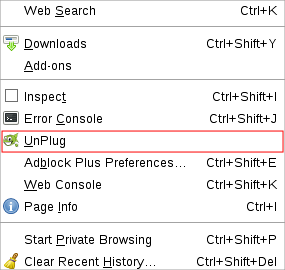 Web Search Ctrl+K
Downloads Ctrl+Shift+Y
Add-ons
Inspect Ctrl+Shift+I
Error Console Ctrl+Shift+J
UnPlug
Adblock Plus Preferences... Ctrl+Shift+E
Web Console Ctrl+Shift+K
Page Info Ctrl+I
Start Private Browsing Ctrl+Shift+P
Clear Recent History... Ctrl+Shift+Del